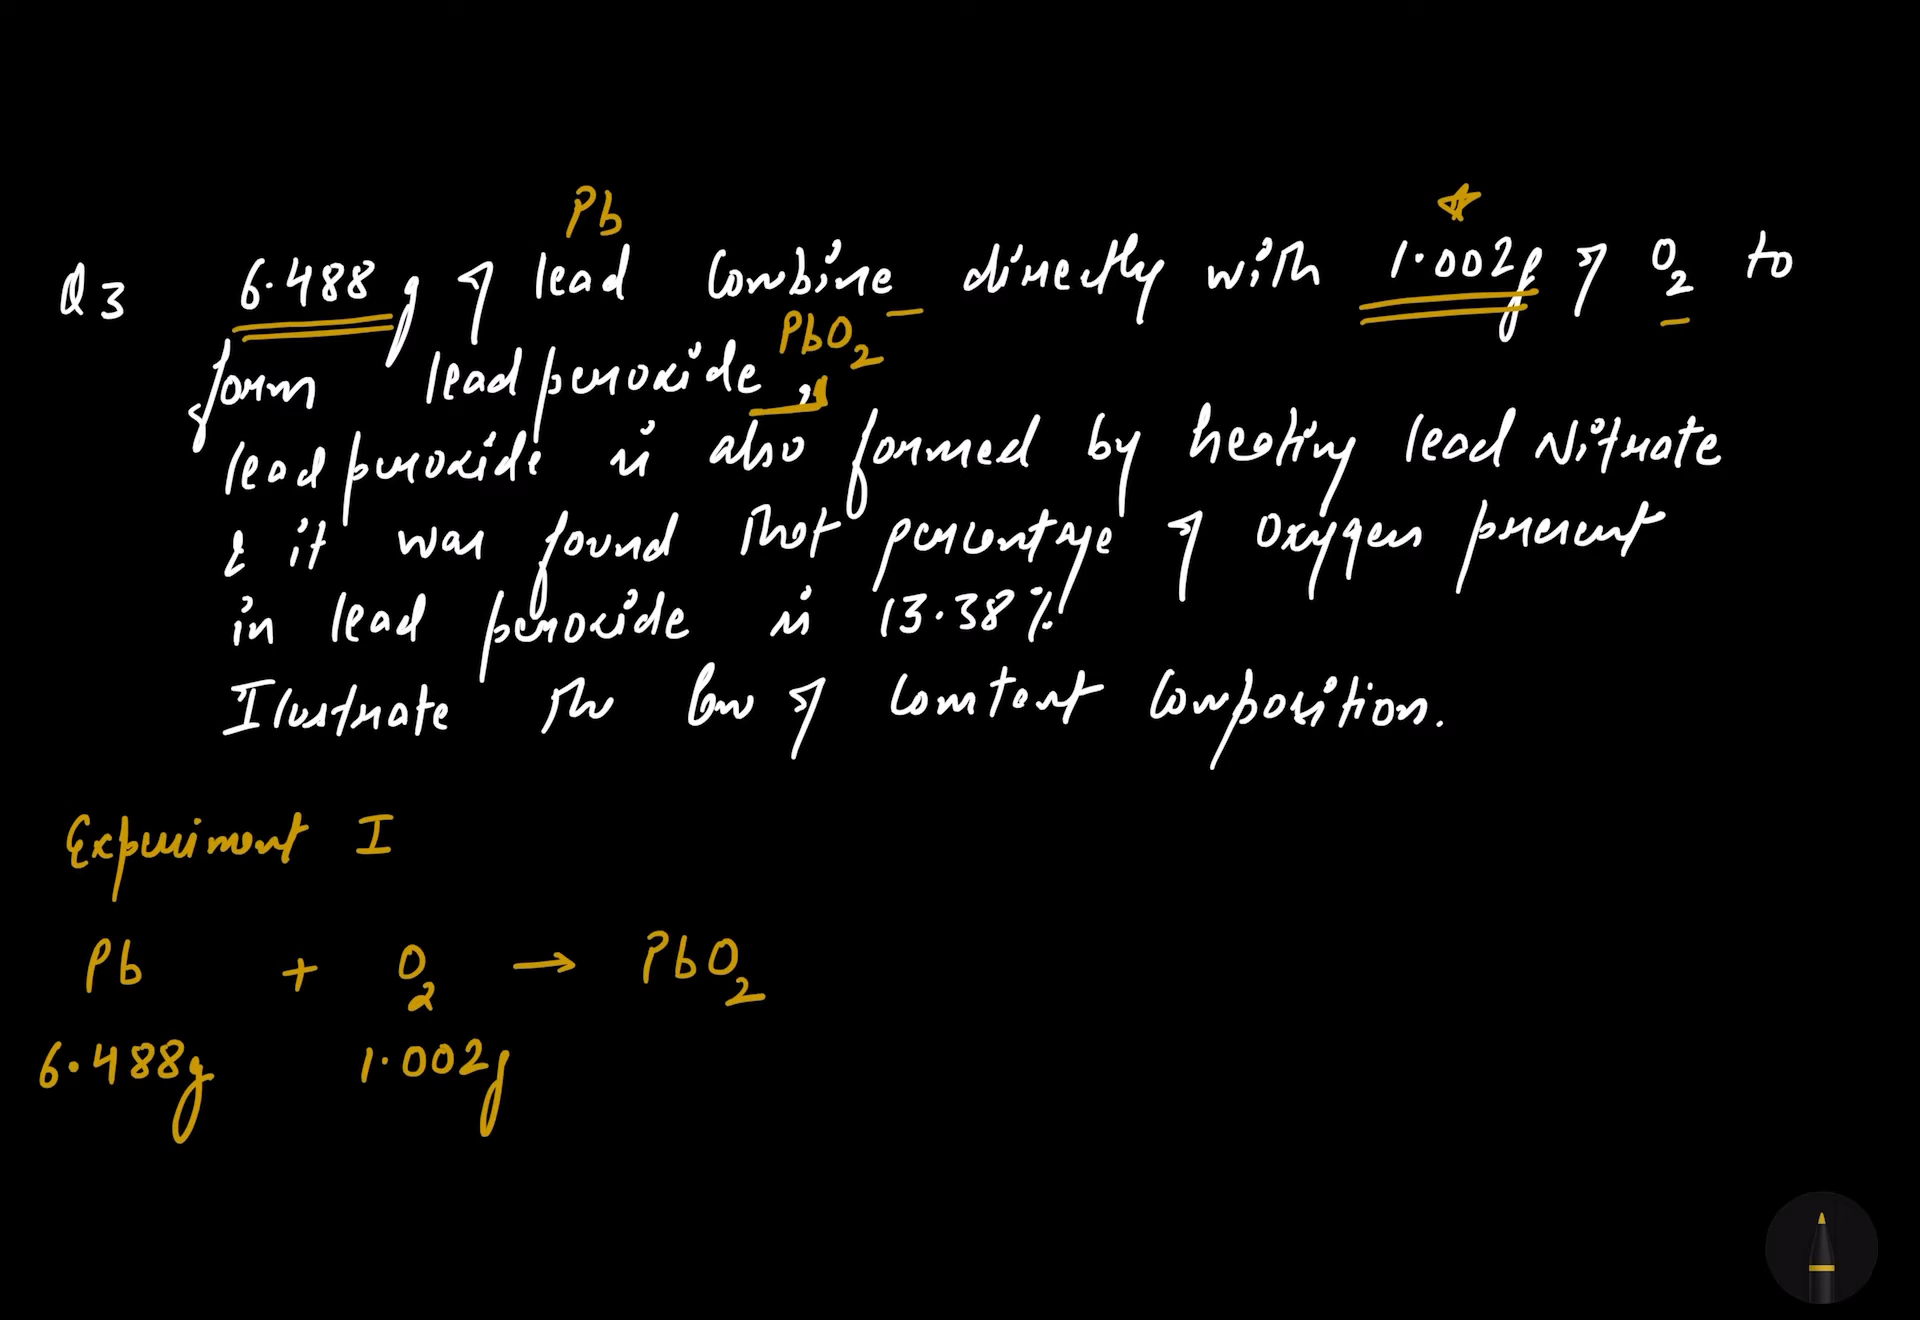 Pb
Q3 6.488 g of lead combine directly with 1.002g of O2 to
PbO2
form lead peroxide,
lead peroxide is also formed by heating lead Nitrate
& it was found that percentage of oxygen present
in lead peroxide is 13.38%
Illustrate the law of constant composition.
Experiment I
Pb + O2 → PbO2
6.488g 1.002g